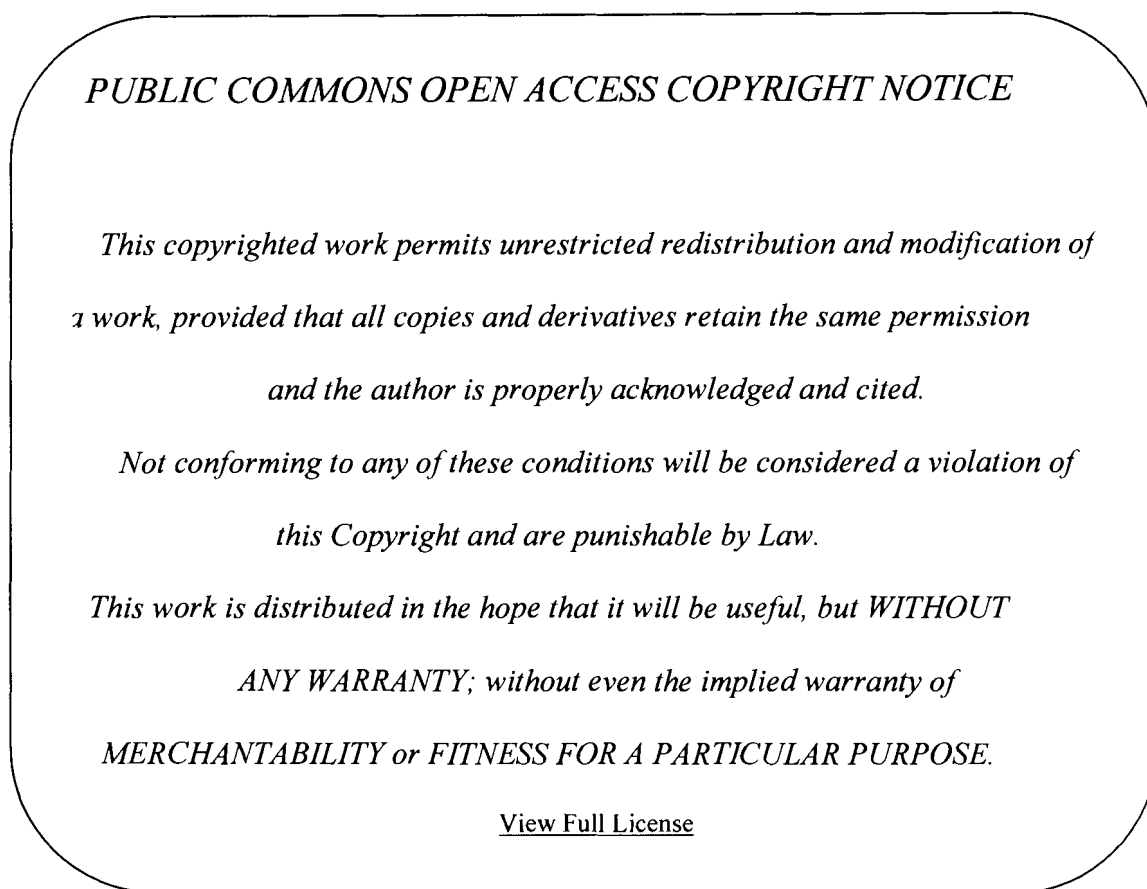 PUBLIC COMMONS OPEN ACCESS COPYRIGHT NOTICE
This copyrighted work permits unrestricted redistribution and modification of
a work, provided that all copies and derivatives retain the same permission
and the author is properly acknowledged and cited.
Not conforming to any of these conditions will be considered a violation of
this Copyright and are punishable by Law.
This work is distributed in the hope that it will be useful, but WITHOUT
ANY WARRANTY; without even the implied warranty of
MERCHANTABILITY or FITNESS FOR A PARTICULAR PURPOSE.
View Full License